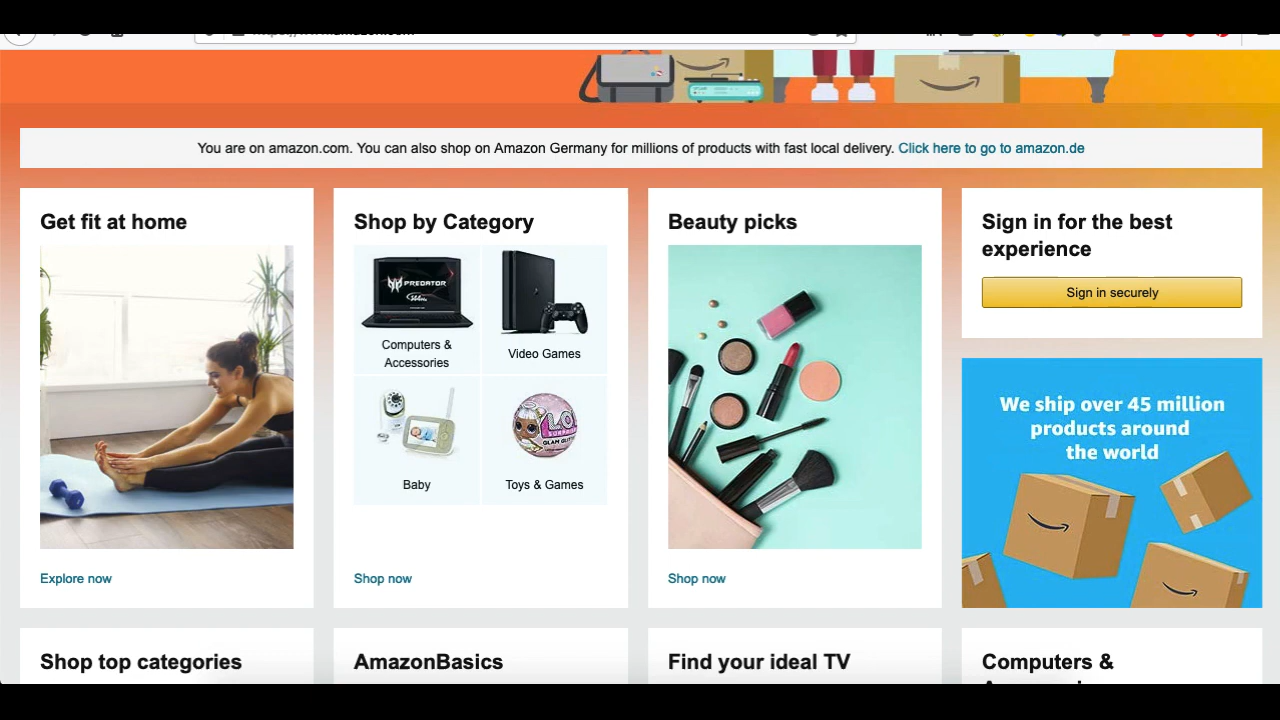 You are on amazon.com. You can also shop on Amazon Germany for millions of products with fast local delivery. Click here to go to amazon.de
Get fit at home
Explore now
Shop by Category
PREDATOR
Computers &
Accessories
Video Games
Baby
Toys & Games
Shop now
Beauty picks
Shop now
Sign in for the best
experience
Sign in securely
We ship over 45 million
products around
the world
Shop top categories
AmazonBasics
Find your ideal TV
Computers &